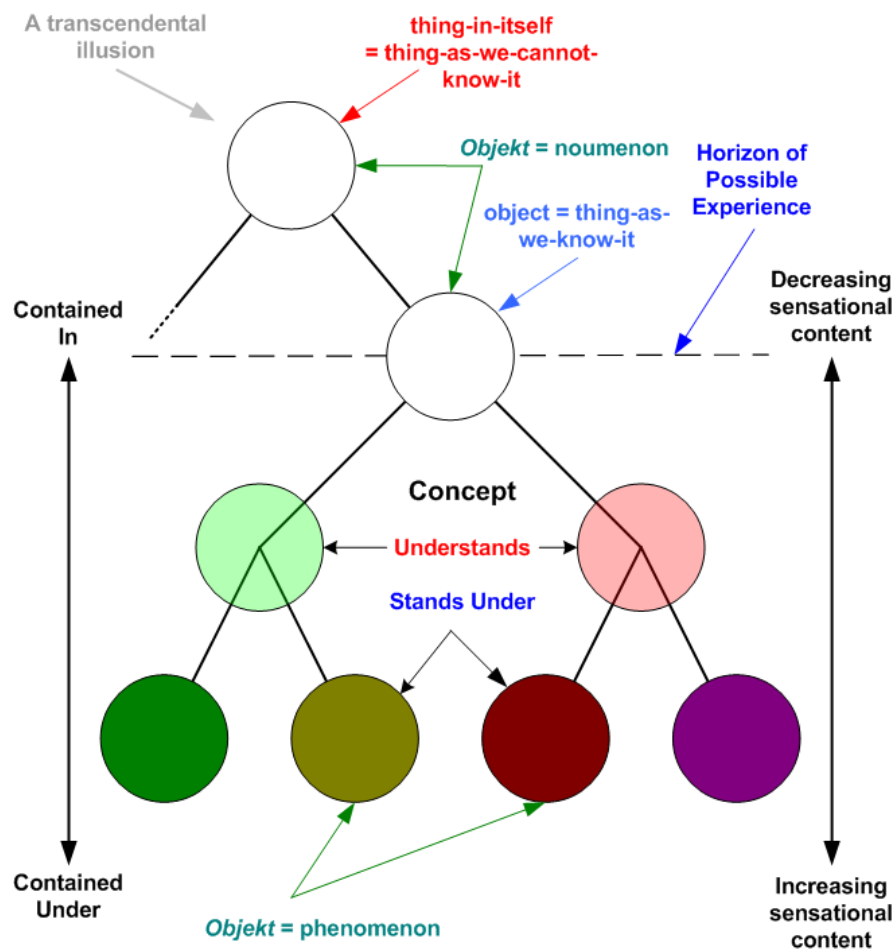 A transcendental
illusion
thing-in-itself
= thing-as-we-cannot-
know-it
Objekt = noumenon
Horizon of
Possible
Experience
object = thing-as-
we-know-it
Contained
In
Decreasing
sensational
content
Concept
Understands
Stands Under
Contained
Under
Objekt = phenomenon
Increasing
sensational
content